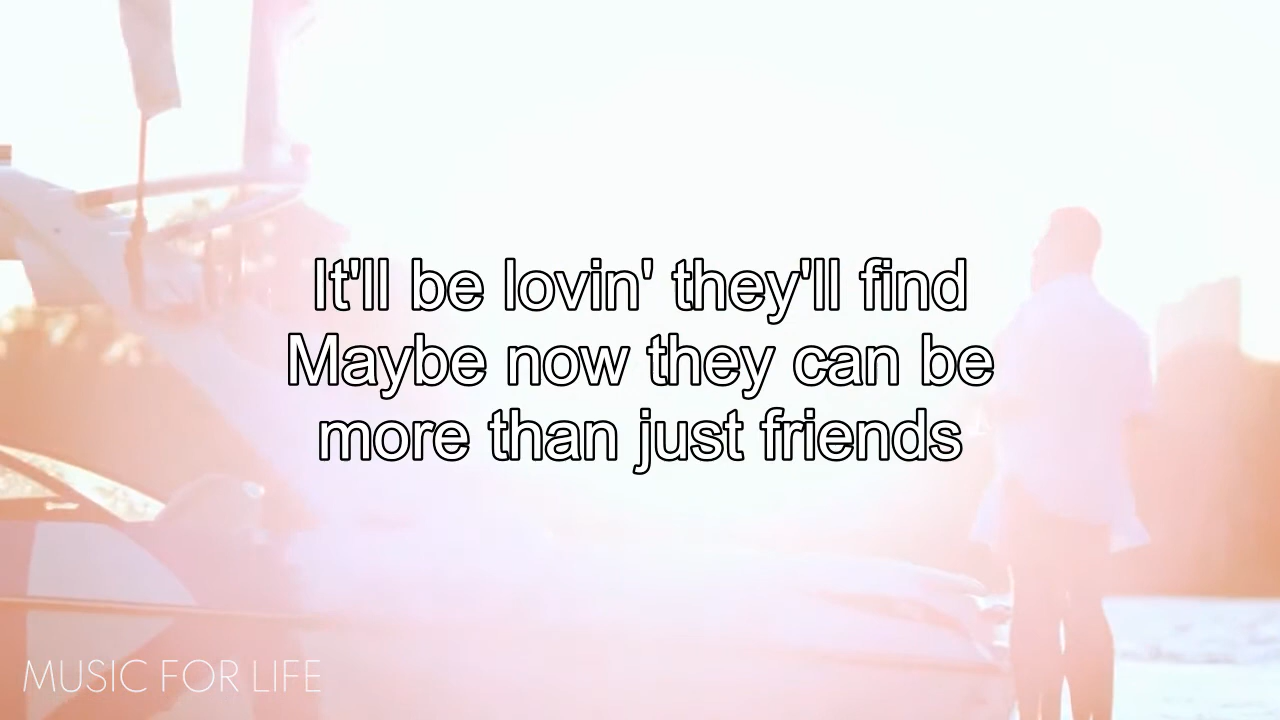 It'll be lovin' they'll find
Maybe now they can be
more than just friends
MUSIC FOR LIFE